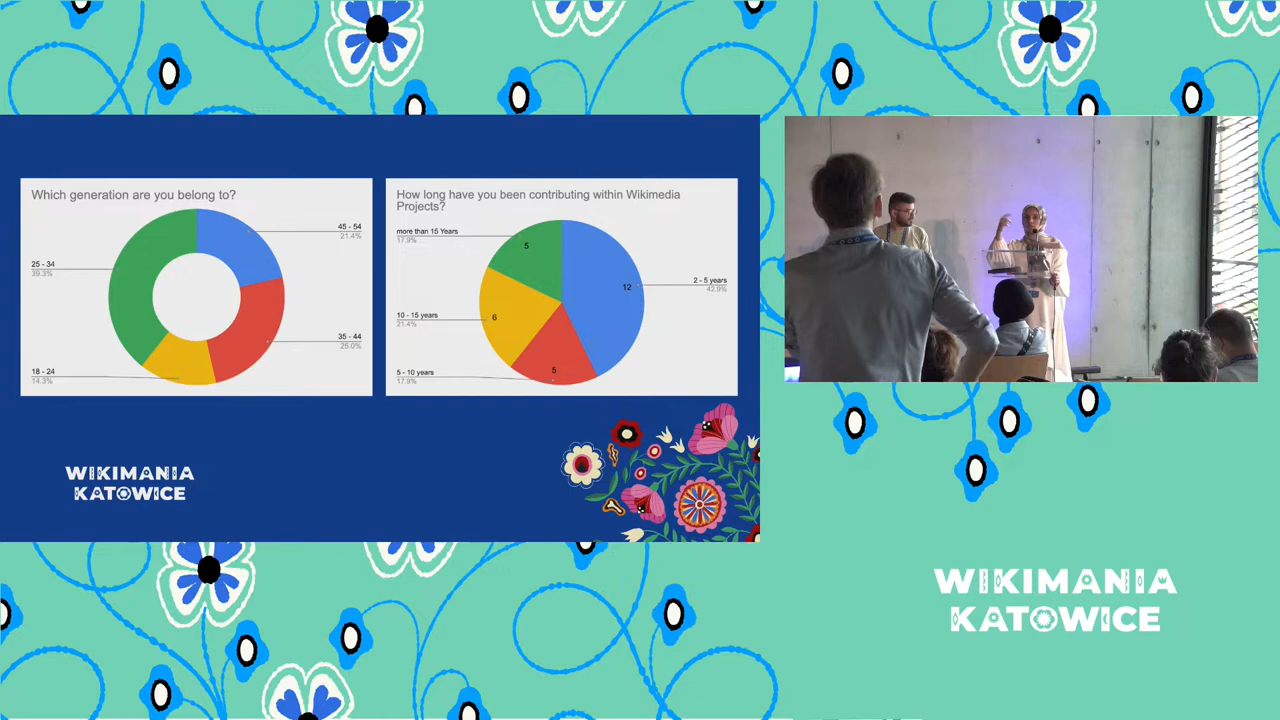 Which generation are you belong to?
45 - 54
21.4%
25 - 34
39.3%
35 - 44
25.0%
18 - 24
14.3%
How long have you been contributing within Wikimedia
Projects?
more than 15 Years
17.9%
5
12
2 - 5 years
42.9%
10 - 15 years
21.4%
6
5 - 10 years
17.9%
5
WIKIMANIA
KATOWICE
WIKIMANIA
KATOWICE